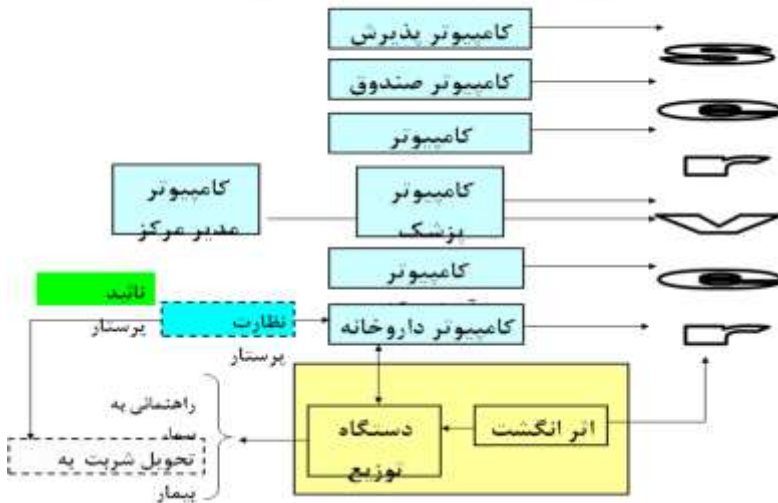 کامپیوتر پذیرش
کامپیوتر صندوق
کامپیوتر
کامپیوتر
پزشک
کامپیوتر
مدیر مرکز
کامپیوتر
تائید
پرستار
نظارت
پرستار
کامپیوتر داروخانه
راهنمائی به
دستگاه
توزیع
اثر انگشت
تحویل شربت به
بیمار